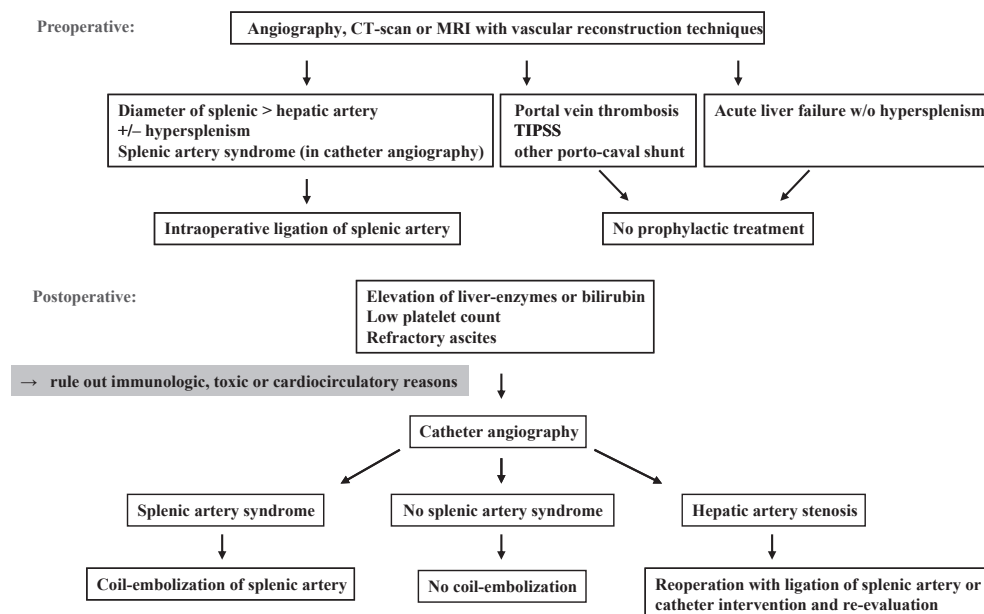 Preoperative:
Angiography, CT-scan or MRI with vascular reconstruction techniques
Diameter of splenic > hepatic artery
+/– hypersplenism
Splenic artery syndrome (in catheter angiography)
Portal vein thrombosis
TIPSS
other porto-caval shunt
Acute liver failure w/o hypersplenism
Intraoperative ligation of splenic artery
No prophylactic treatment
Postoperative:
Elevation of liver-enzymes or bilirubin
Low platelet count
Refractory ascites
→ rule out immunologic, toxic or cardiocirculatory reasons
Catheter angiography
Splenic artery syndrome
No splenic artery syndrome
Hepatic artery stenosis
Coil-embolization of splenic artery
No coil-embolization
Reoperation with ligation of splenic artery or
catheter intervention and re-evaluation